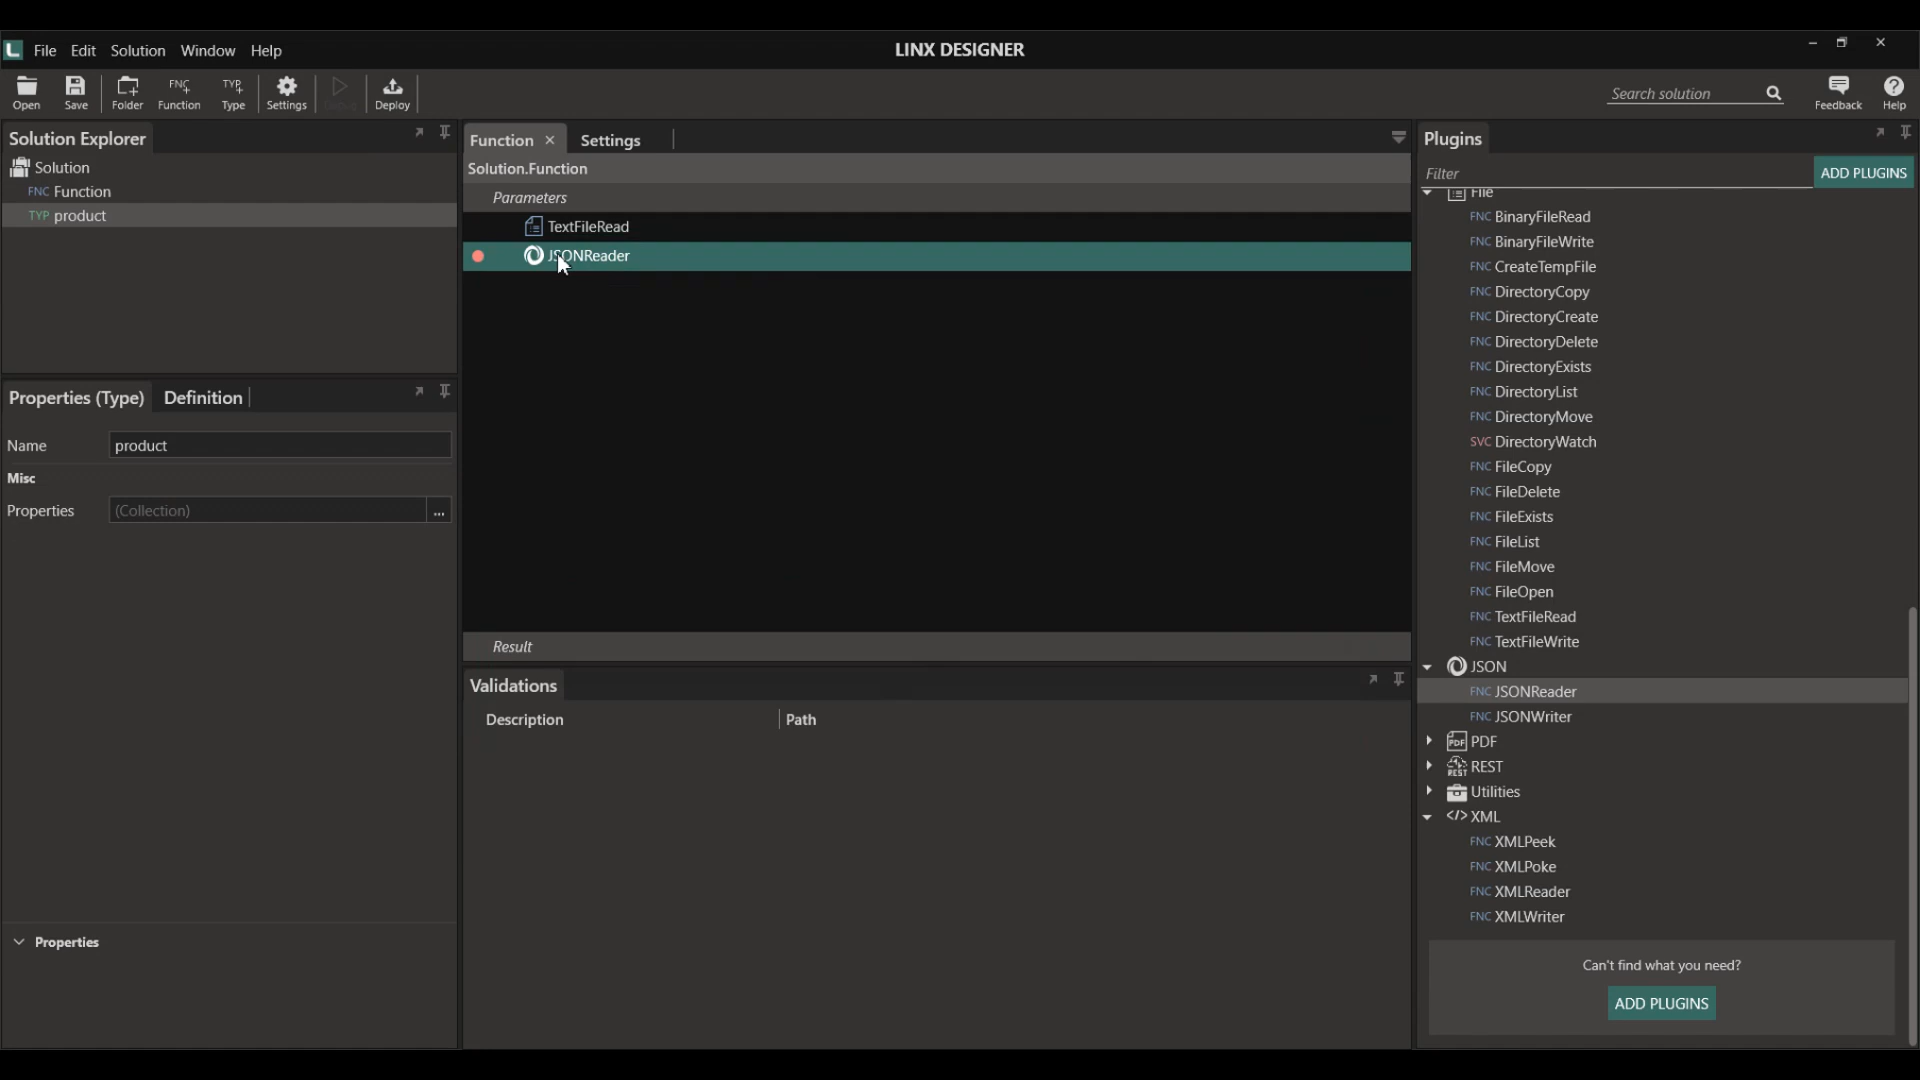 L File Edit Solution Window Help LINX DESIGNER
FNC TYP
Open Save Folder Function Type Settings Deploy Search solution Feedback Help
Solution Explorer
Solution
FNC Function
TYP product
Properties (Type) Definition
Name product
Misc
Properties (Collection) ...
Properties
Function Settings
Solution.Function
Parameters
TextFileRead
JSONReader
Result
Validations
Description Path
Plugins
Filter ADD PLUGINS
File
FNC BinaryFileRead
FNC BinaryFileWrite
FNC CreateTempFile
FNC DirectoryCopy
FNC DirectoryCreate
FNC DirectoryDelete
FNC DirectoryExists
FNC DirectoryList
FNC DirectoryMove
SVC DirectoryWatch
FNC FileCopy
FNC FileDelete
FNC FileExists
FNC FileList
FNC FileMove
FNC FileOpen
FNC TextFileRead
FNC TextFileWrite
JSON
FNC JSONReader
FNC JSONWriter
PDF PDF
REST REST
Utilities
</> XML
FNC XMLPeek
FNC XMLPoke
FNC XMLReader
FNC XMLWriter
Can't find what you need?
ADD PLUGINS